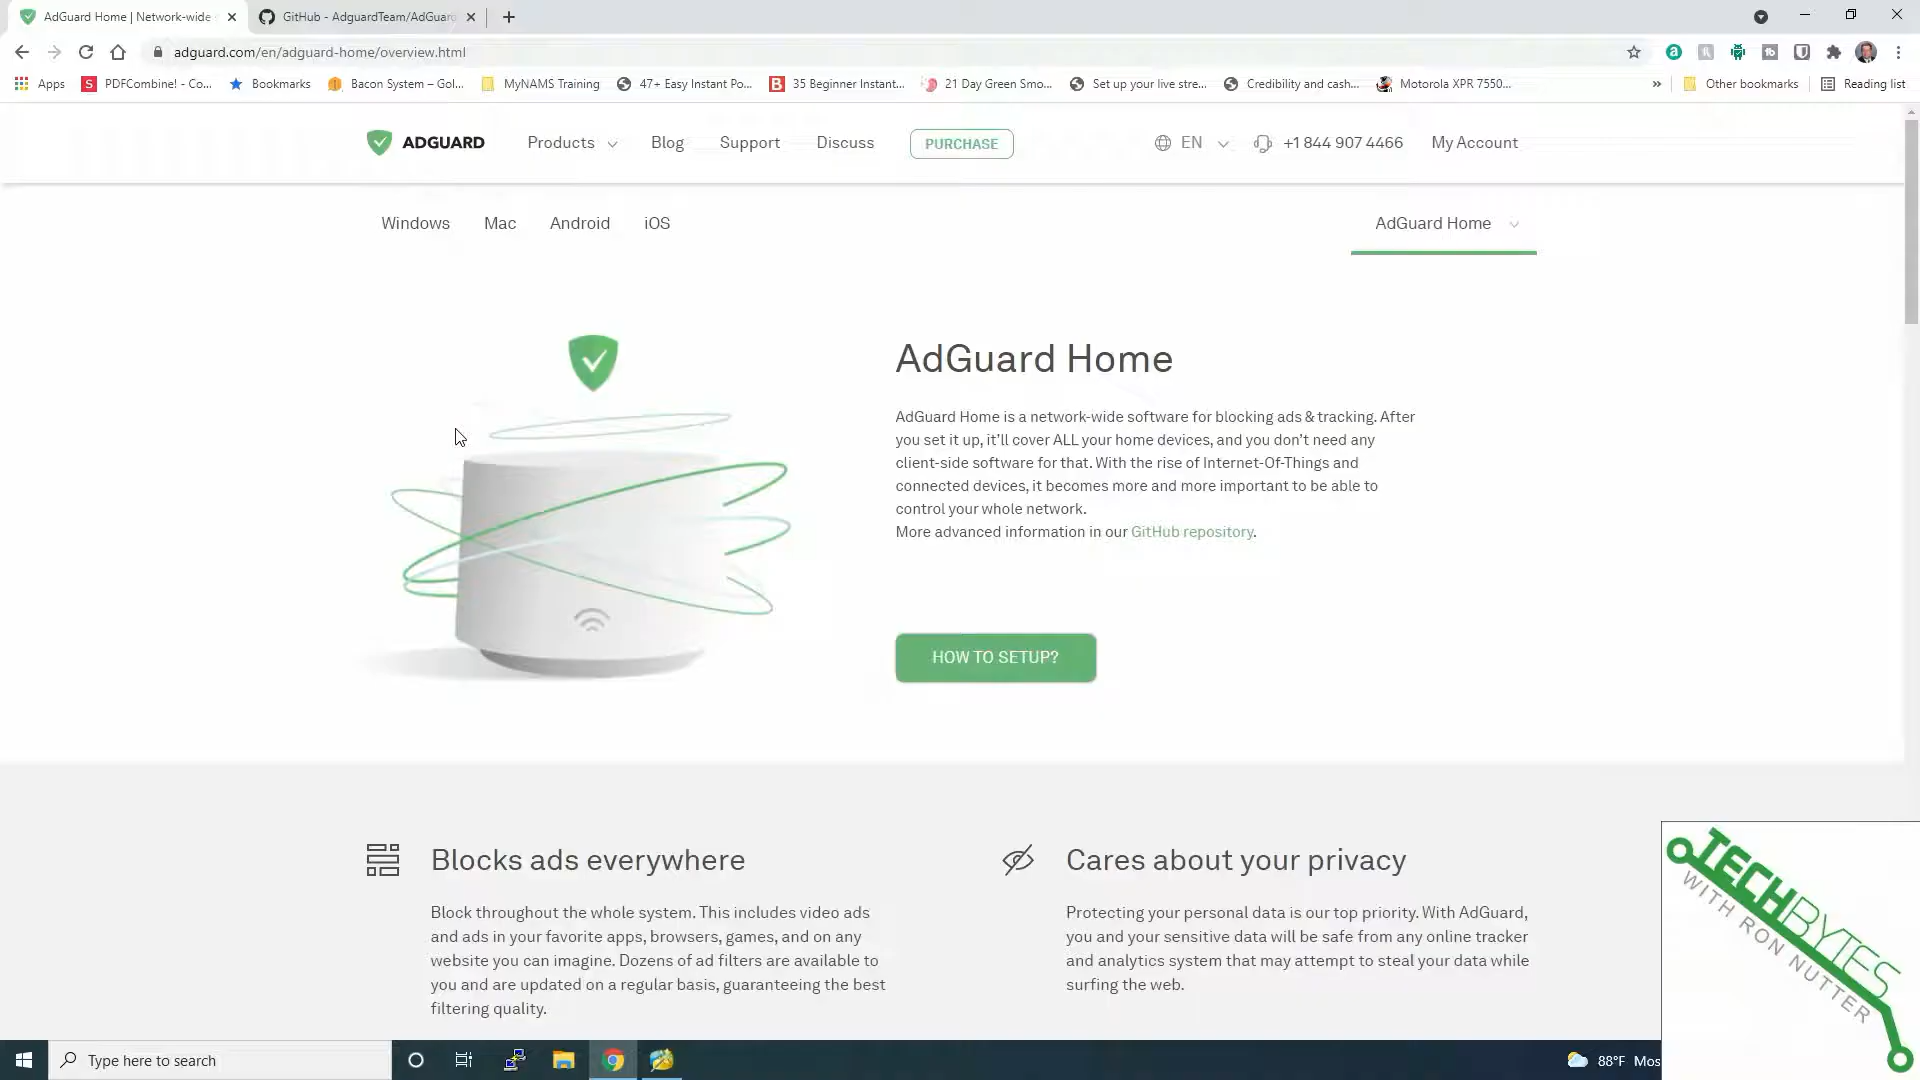 AdGuard Home | Network-wide
GitHub - AdguardTeam/AdGuard
adguard.com/en/adguard-home/overview.html
Apps
PDFCombine! - Co...
Bookmarks
Bacon System – Gol...
MyNAMS Training
47+ Easy Instant Po...
35 Beginner Instant...
21 Day Green Smo...
Set up your live stre...
Credibility and cash...
Motorola XPR 7550...
»
Other bookmarks
Reading list
ADGUARD
Products
Blog
Support
Discuss
PURCHASE
EN
+1 844 907 4466
My Account
Windows
Mac
Android
iOS
AdGuard Home
AdGuard Home
AdGuard Home is a network-wide software for blocking ads & tracking. After
you set it up, it'll cover ALL your home devices, and you don't need any
client-side software for that. With the rise of Internet-Of-Things and
connected devices, it becomes more and more important to be able to
control your whole network.
More advanced information in our GitHub repository.
HOW TO SETUP?
Blocks ads everywhere
Block throughout the whole system. This includes video ads
and ads in your favorite apps, browsers, games, and on any
website you can imagine. Dozens of ad filters are available to
you and are updated on a regular basis, guaranteeing the best
filtering quality.
Cares about your privacy
Protecting your personal data is our top priority. With AdGuard,
you and your sensitive data will be safe from any online tracker
and analytics system that may attempt to steal your data while
surfing the web.
TECHBYTES
WITH RON NUTTER
Type here to search
88°F Mos